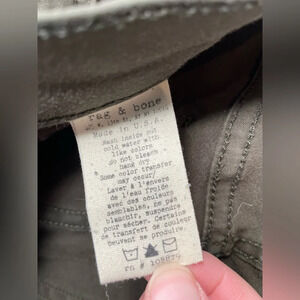 rag & bone
Made in U.S.A.
Wash inside out
cold water with
like colors
do not bleach
hang dry
Some color transfer
may occur/
Laver à l'envers
de l'eau froide
avec des couleurs
semblables, ne pas
blanchir, suspendre
pour sécher. Certains
de transfert de couleur
peuvent se produire.
rn # 108829